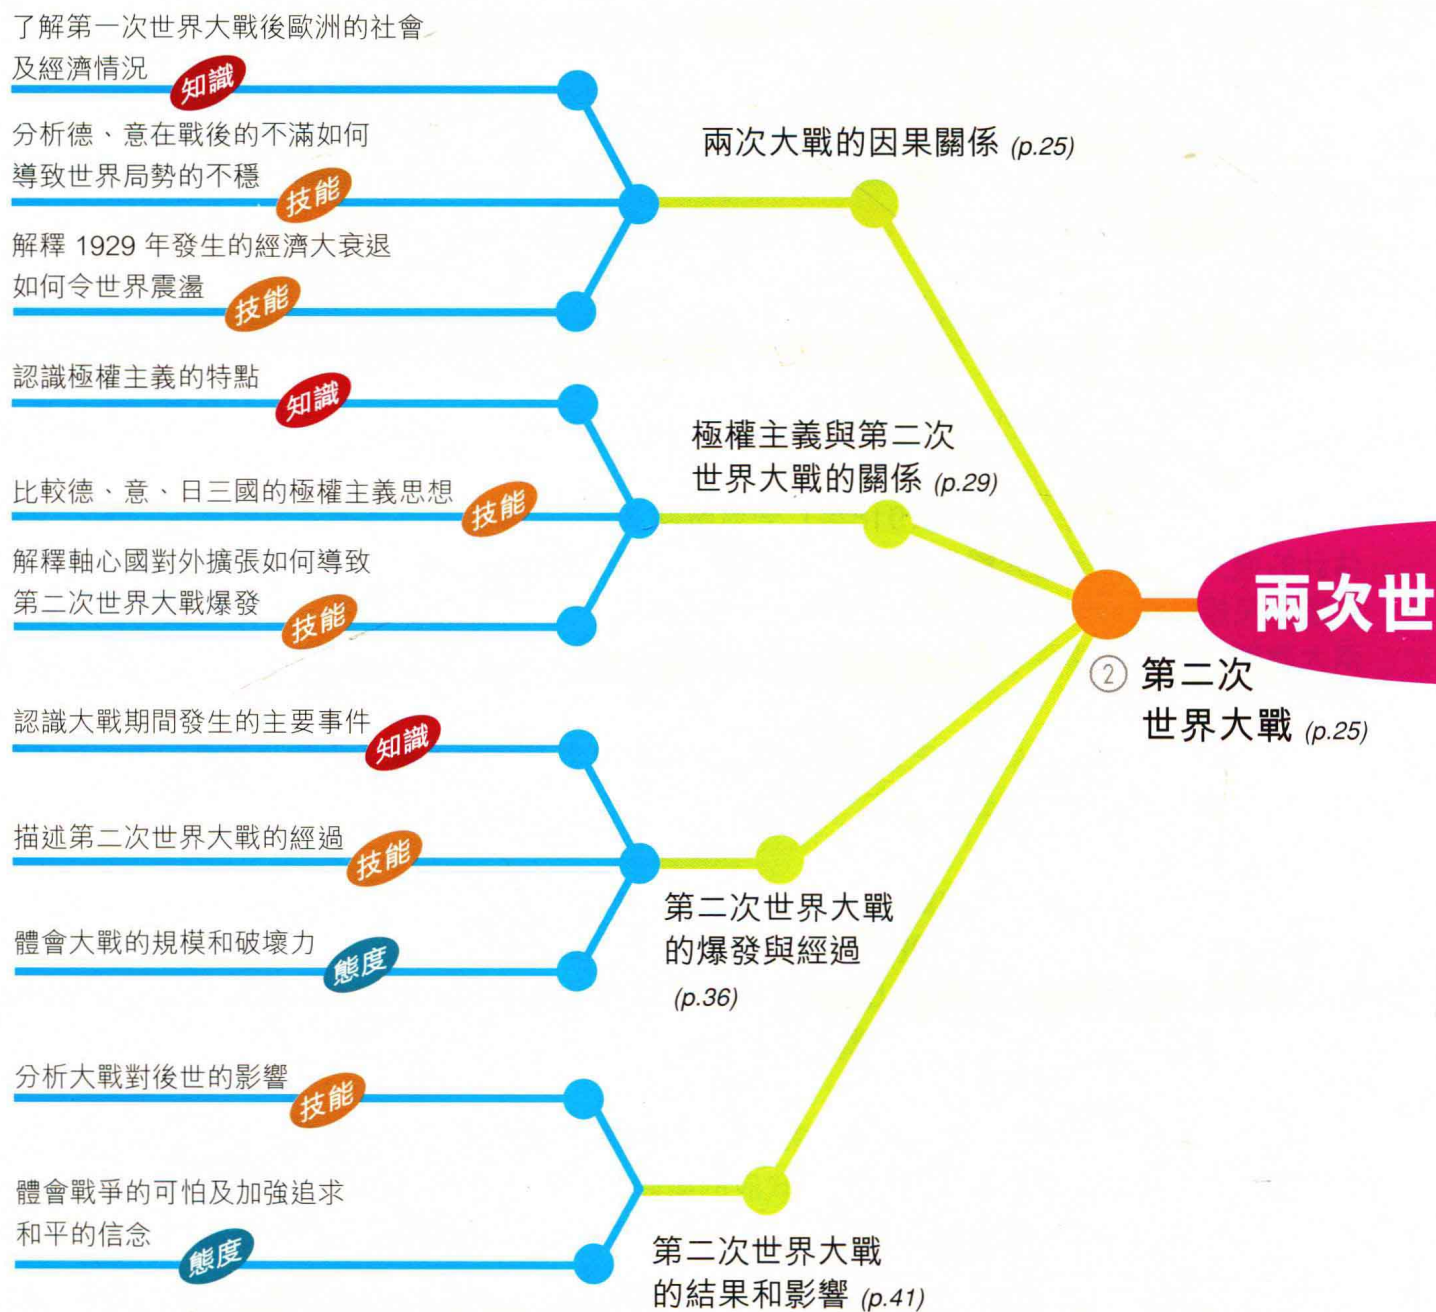 了解第一次世界大戰後歐洲的社會
及經濟情況
知識
分析德、意在戰後的不滿如何
導致世界局勢的不穩
技能
解釋 1929 年發生的經濟大衰退
如何令世界震盪
技能
兩次大戰的因果關係 (p.25)
認識極權主義的特點
知識
比較德、意、日三國的極權主義思想
技能
解釋軸心國對外擴張如何導致
第二次世界大戰爆發
技能
極權主義與第二次
世界大戰的關係 (p.29)
認識大戰期間發生的主要事件
知識
描述第二次世界大戰的經過
技能
體會大戰的規模和破壞力
態度
第二次世界大戰
的爆發與經過
(p.36)
分析大戰對後世的影響
技能
體會戰爭的可怕及加強追求
和平的信念
態度
第二次世界大戰
的結果和影響 (p.41)
② 第二次
世界大戰 (p.25)
兩次世